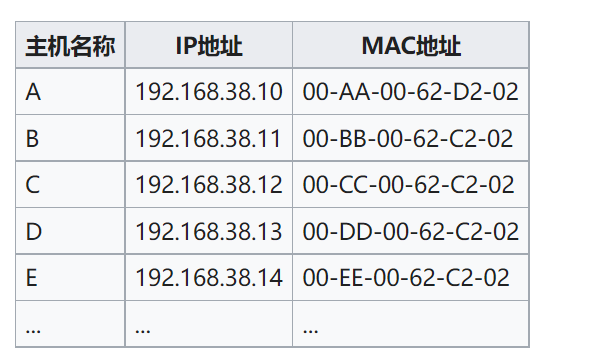 主机名称 IP地址 MAC地址
A 192.168.38.10 00-AA-00-62-D2-02
B 192.168.38.11 00-BB-00-62-C2-02
C 192.168.38.12 00-CC-00-62-C2-02
D 192.168.38.13 00-DD-00-62-C2-02
E 192.168.38.14 00-EE-00-62-C2-02
... ... ...